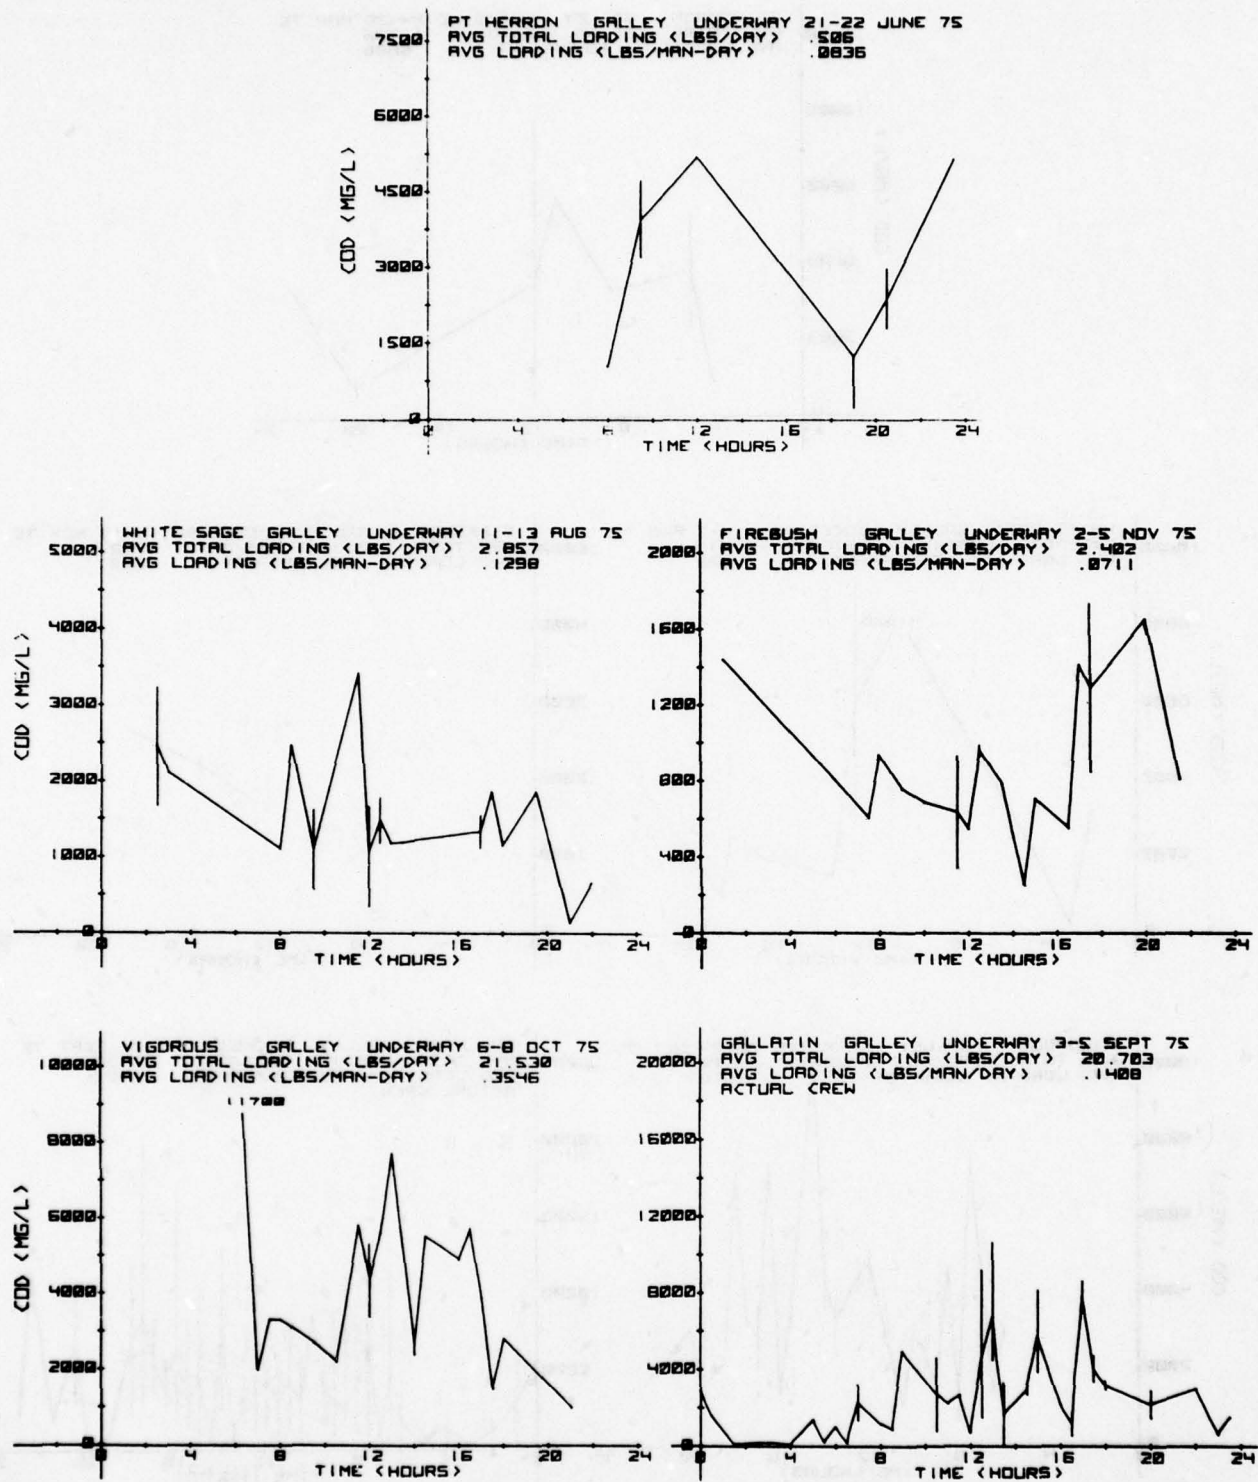 PT HERRON GALLEY UNDERWAY 21-22 JUNE 75
AVG TOTAL LOADING <LBS/DAY> .506
AVG LOADING <LBS/MAN-DAY> .0836
7500
6000
4500
3000
1500
0
COD <MG/L>
0 4 12 16 20 24
TIME <HOURS>
WHITE SAGE GALLEY UNDERWAY 11-13 AUG 75
AVG TOTAL LOADING <LBS/DAY> 2.857
AVG LOADING <LBS/MAN-DAY> .1298
5000
4000
3000
2000
1000
0
COD <MG/L>
0 4 8 12 16 20 24
TIME <HOURS>
FIREBUSH GALLEY UNDERWAY 2-5 NOV 75
AVG TOTAL LOADING <LBS/DAY> 2.402
AVG LOADING <LBS/MAN-DAY> .0711
2000
1600
1200
800
400
0
0 4 8 12 16 20 24
TIME <HOURS>
VIGOROUS GALLEY UNDERWAY 6-8 OCT 75
AVG TOTAL LOADING <LBS/DAY> 21.530
AVG LOADING <LBS/MAN-DAY> .3546
11700
10000
8000
6000
4000
2000
0
COD <MG/L>
0 4 8 12 16 20 24
TIME <HOURS>
GALLATIN GALLEY UNDERWAY 3-5 SEPT 75
AVG TOTAL LOADING <LBS/DAY> 20.703
AVG LOADING <LBS/MAN/DAY> .1408
ACTUAL CREW
20000
16000
12000
8000
4000
0
0 4 8 12 16 20 24
TIME <HOURS>